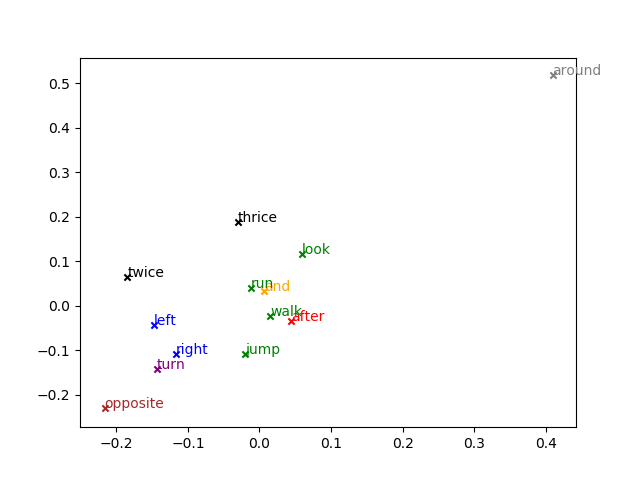 around
0.5
0.4
0.3
thrice
0.2
look
0.1
twice
run
and
0.0
walk
after
left
−0.1
right
jump
turn
−0.2
opposite
−0.2 −0.1 0.0 0.1 0.2 0.3 0.4